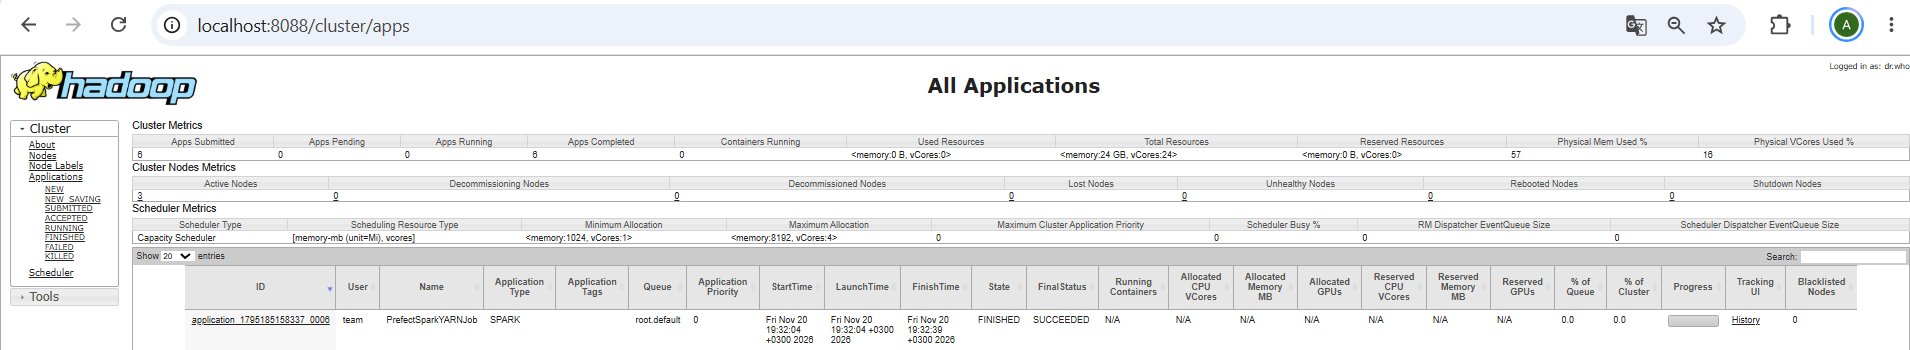 localhost:8088/cluster/apps
A
Logged in as: dr.who
hadoop
All Applications
Cluster
About
Nodes
Node Labels
Applications
NEW
NEW_SAVING
SUBMITTED
ACCEPTED
RUNNING
FINISHED
FAILED
KILLED
Scheduler
Tools
Cluster Metrics
Apps Submitted Apps Pending Apps Running Apps Completed Containers Running Used Resources Total Resources Reserved Resources Physical Mem Used % Physical VCores Used %
6 0 0 6 0 <memory:0 B, vCores:0> <memory:24 GB, vCores:24> <memory:0 B, vCores:0> 57 16
Cluster Nodes Metrics
Active Nodes Decommissioning Nodes Decommissioned Nodes Lost Nodes Unhealthy Nodes Rebooted Nodes Shutdown Nodes
3 0 0 0 0 0 0
Scheduler Metrics
Scheduler Type Scheduling Resource Type Minimum Allocation Maximum Allocation Maximum Cluster Application Priority Scheduler Busy % RM Dispatcher EventQueue Size Scheduler Dispatcher EventQueue Size
Capacity Scheduler [memory-mb (unit=Mi), vcores] <memory:1024, vCores:1> <memory:8192, vCores:4> 0 0 0 0
Show 20 entries Search:
ID User Name Application Type Application Tags Queue Application Priority StartTime LaunchTime FinishTime State FinalStatus Running Containers Allocated CPU VCores Allocated Memory MB Allocated GPUs Reserved CPU VCores Reserved Memory MB Reserved GPUs % of Queue % of Cluster Progress Tracking UI Blacklisted Nodes
application_1795185158337_0006 team PrefectSparkYARNJob SPARK root.default 0 Fri Nov 20 19:32:04 +0300 2026 Fri Nov 20 19:32:04 +0300 2026 Fri Nov 20 19:32:39 +0300 2026 FINISHED SUCCEEDED N/A N/A N/A N/A N/A N/A N/A 0.0 0.0 History 0